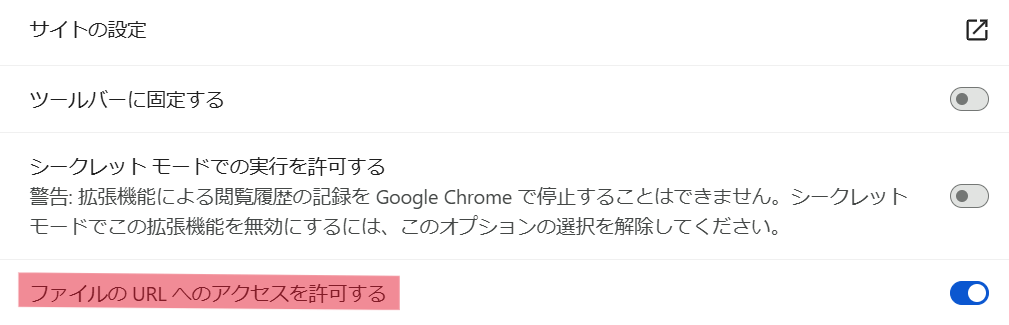 サイトの設定
ツールバーに固定する
シークレット モードでの実行を許可する
警告: 拡張機能による閲覧履歴の記録を Google Chrome で停止することはできません。シークレット
モードでこの拡張機能を無効にするには、このオプションの選択を解除してください。
ファイルの URL へのアクセスを許可する